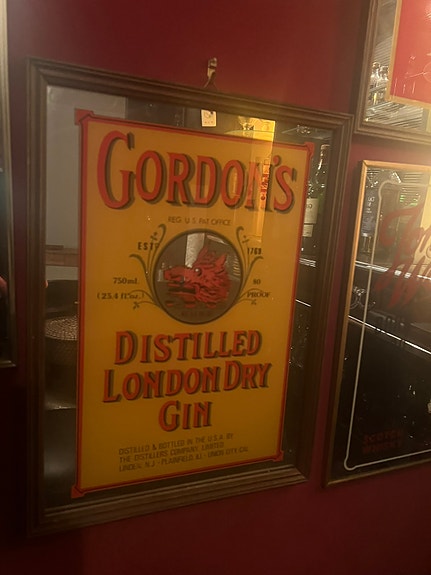 GORDON'S
REG. U.S. PAT. OFFICE
ESTD 1769
750ml. 80
(25.4 fl. oz.) PROOF
DISTILLED
LONDON DRY
GIN
DISTILLED & BOTTLED IN THE U.S.A. BY
THE DISTILLERS COMPANY, LIMITED
LINDEN, N.J. - PLAINFIELD, ILL. - UNION CITY, CAL.